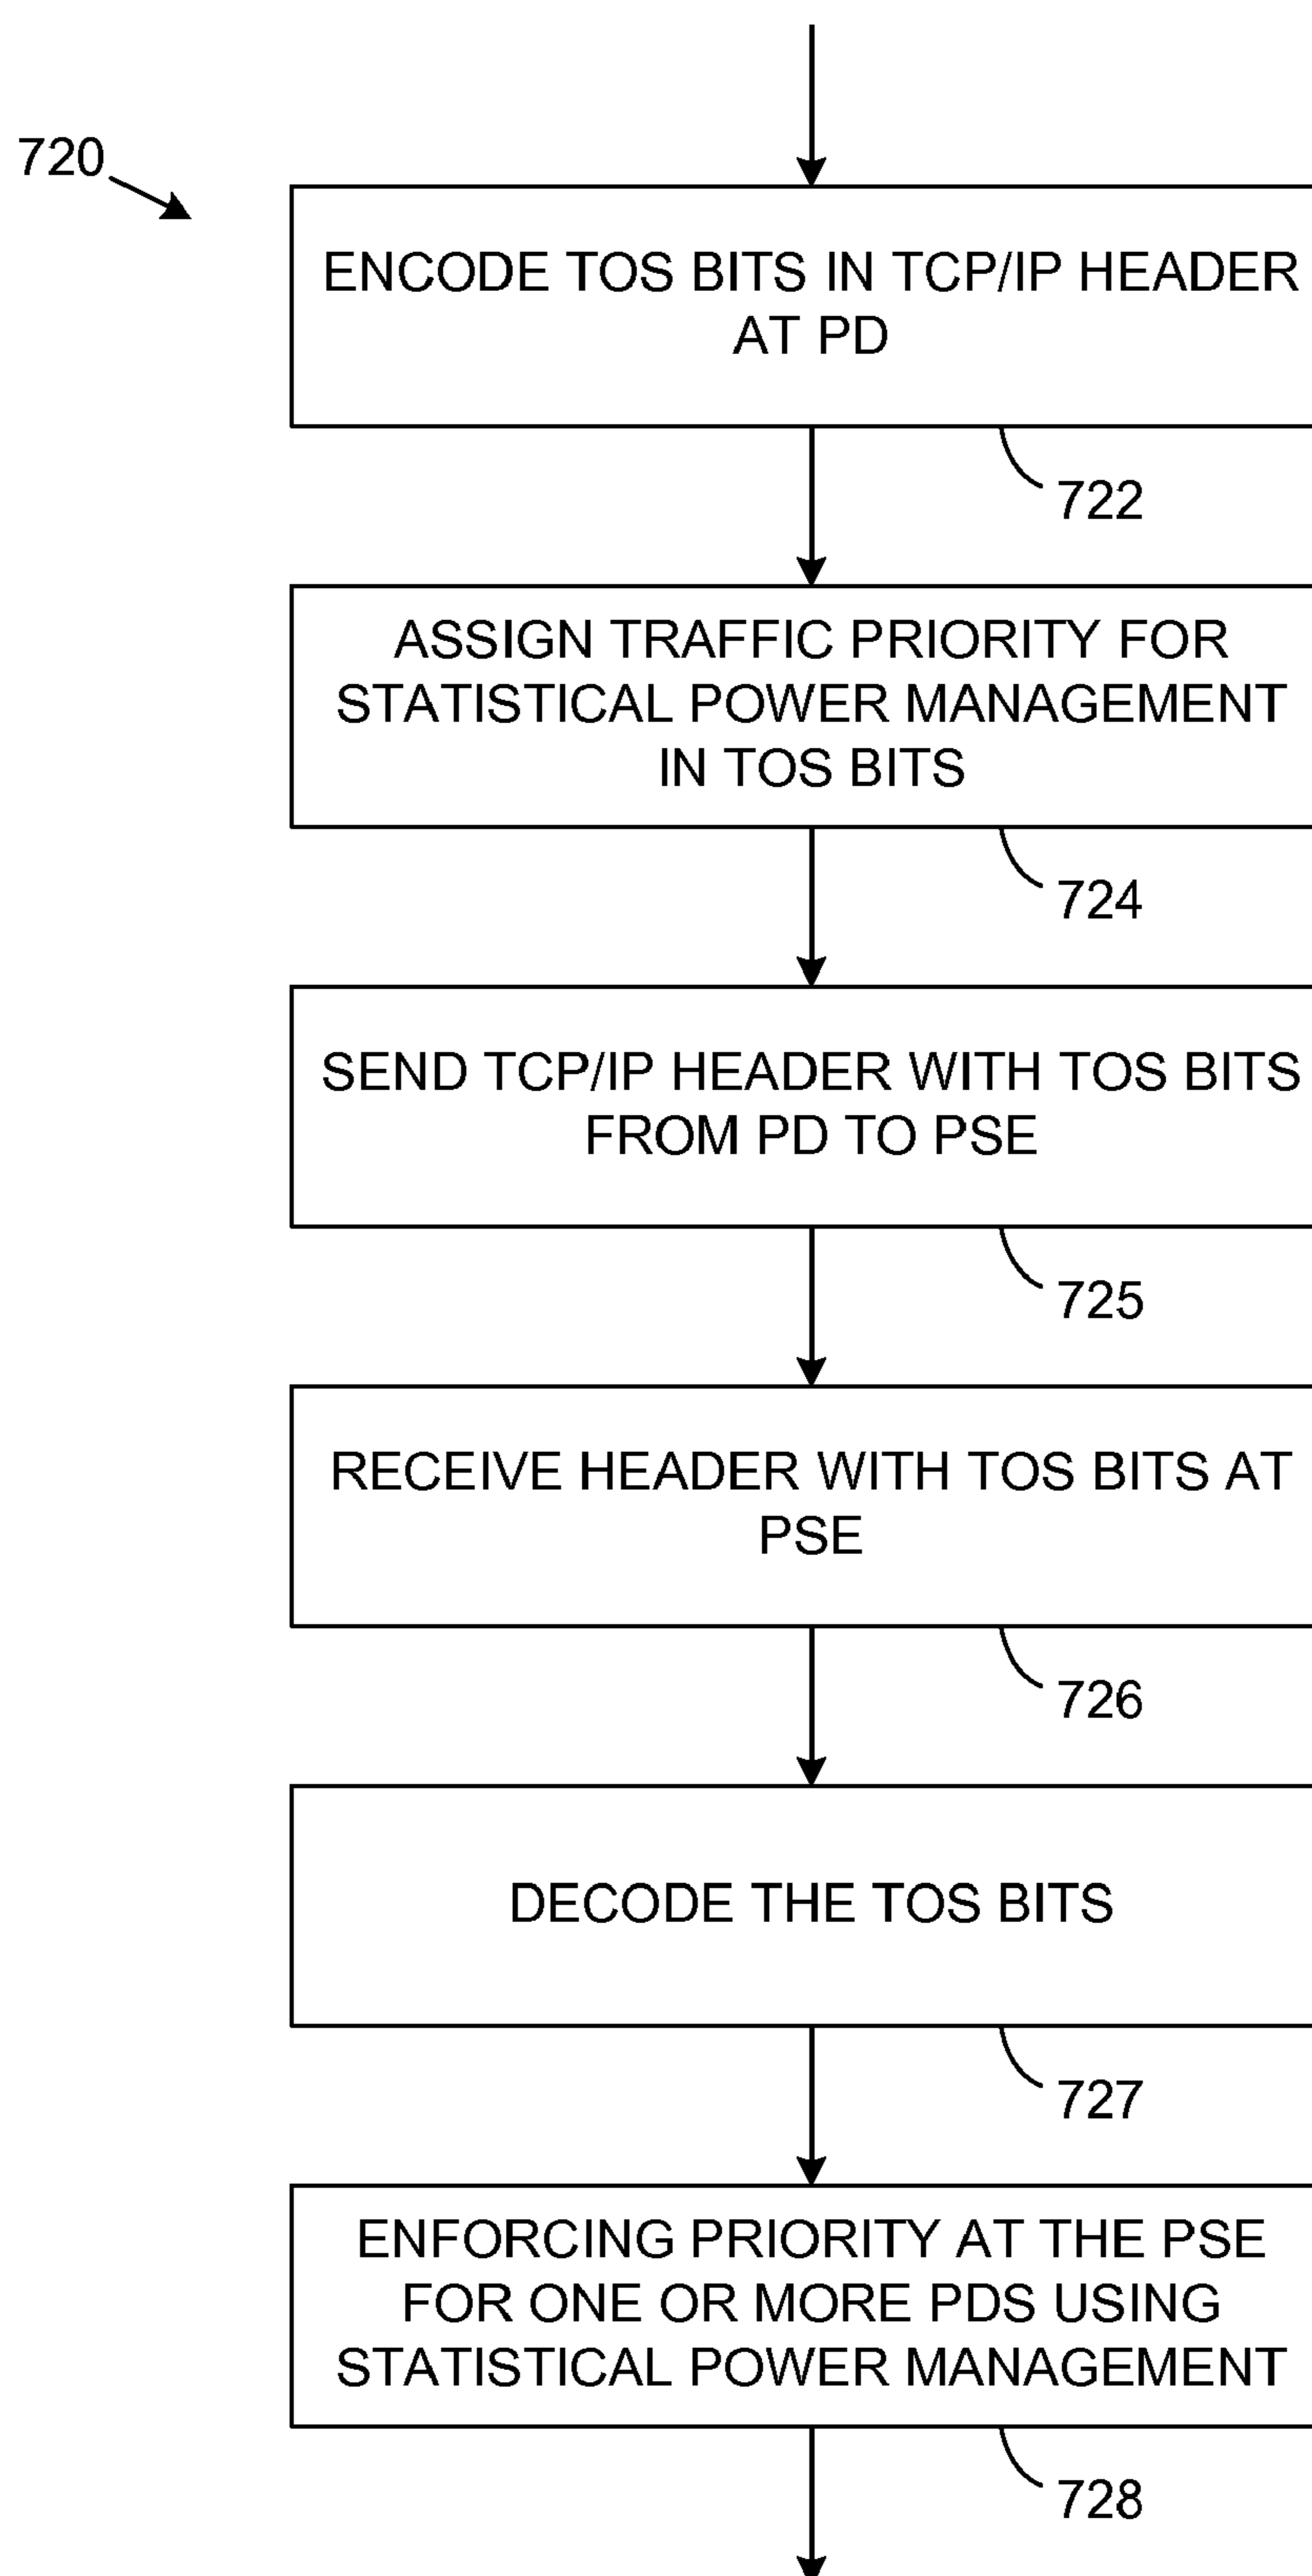 720
ENCODE TOS BITS IN TCP/IP HEADER
AT PD
722
ASSIGN TRAFFIC PRIORITY FOR
STATISTICAL POWER MANAGEMENT
IN TOS BITS
724
SEND TCP/IP HEADER WITH TOS BITS
FROM PD TO PSE
725
RECEIVE HEADER WITH TOS BITS AT
PSE
726
DECODE THE TOS BITS
727
ENFORCING PRIORITY AT THE PSE
FOR ONE OR MORE PDS USING
STATISTICAL POWER MANAGEMENT
728